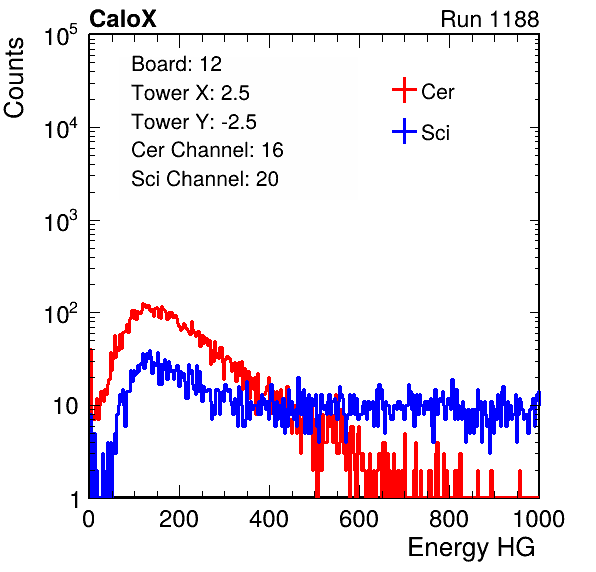 CaloX Run 1188
Counts
10^5
10^4
10^3
10^2
10
1
Board: 12
Tower X: 2.5
Tower Y: -2.5
Cer Channel: 16
Sci Channel: 20
Cer
Sci
0 200 400 600 800 1000
Energy HG